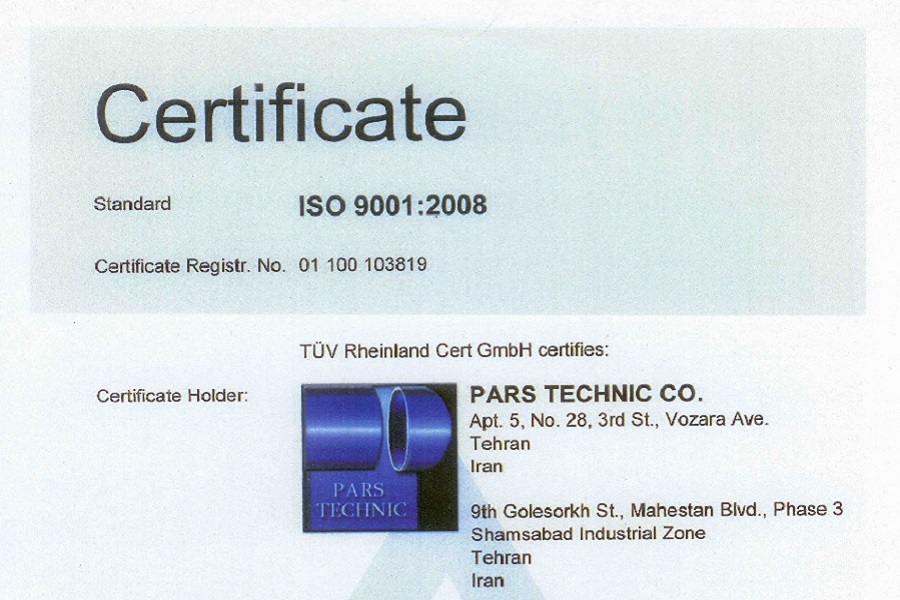 Certificate
Standard ISO 9001:2008
Certificate Registr. No. 01 100 103819
TÜV Rheinland Cert GmbH certifies:
Certificate Holder: PARS TECHNIC CO.
Apt. 5, No. 28, 3rd St., Vozara Ave.
Tehran
Iran
PARS
TECHNIC
9th Golesorkh St., Mahestan Blvd., Phase 3
Shamsabad Industrial Zone
Tehran
Iran